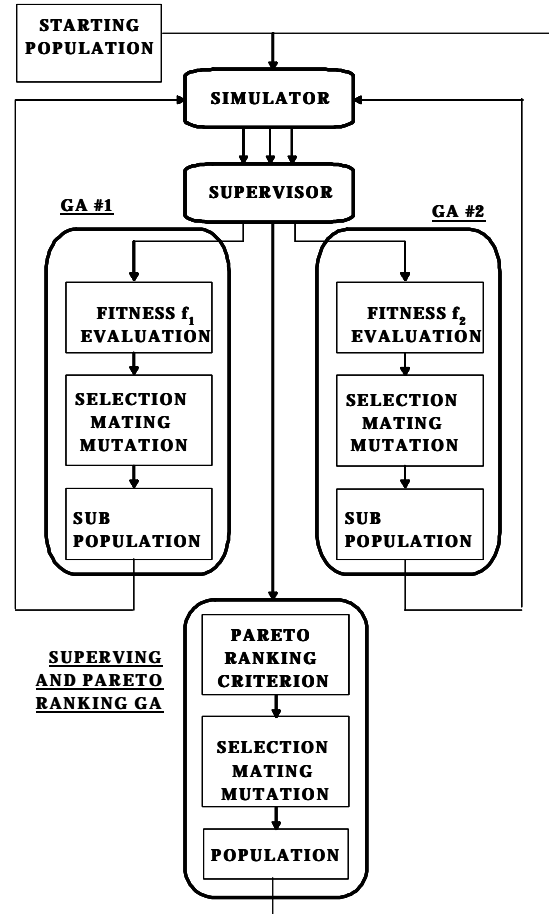 STARTING
POPULATION
SIMULATOR
SUPERVISOR
GA #1
GA #2
FITNESS f1
EVALUATION
SELECTION
MATING
MUTATION
SUB
POPULATION
FITNESS f2
EVALUATION
SELECTION
MATING
MUTATION
SUB
POPULATION
SUPERVING
AND PARETO
RANKING GA
PARETO
RANKING
CRITERION
SELECTION
MATING
MUTATION
POPULATION